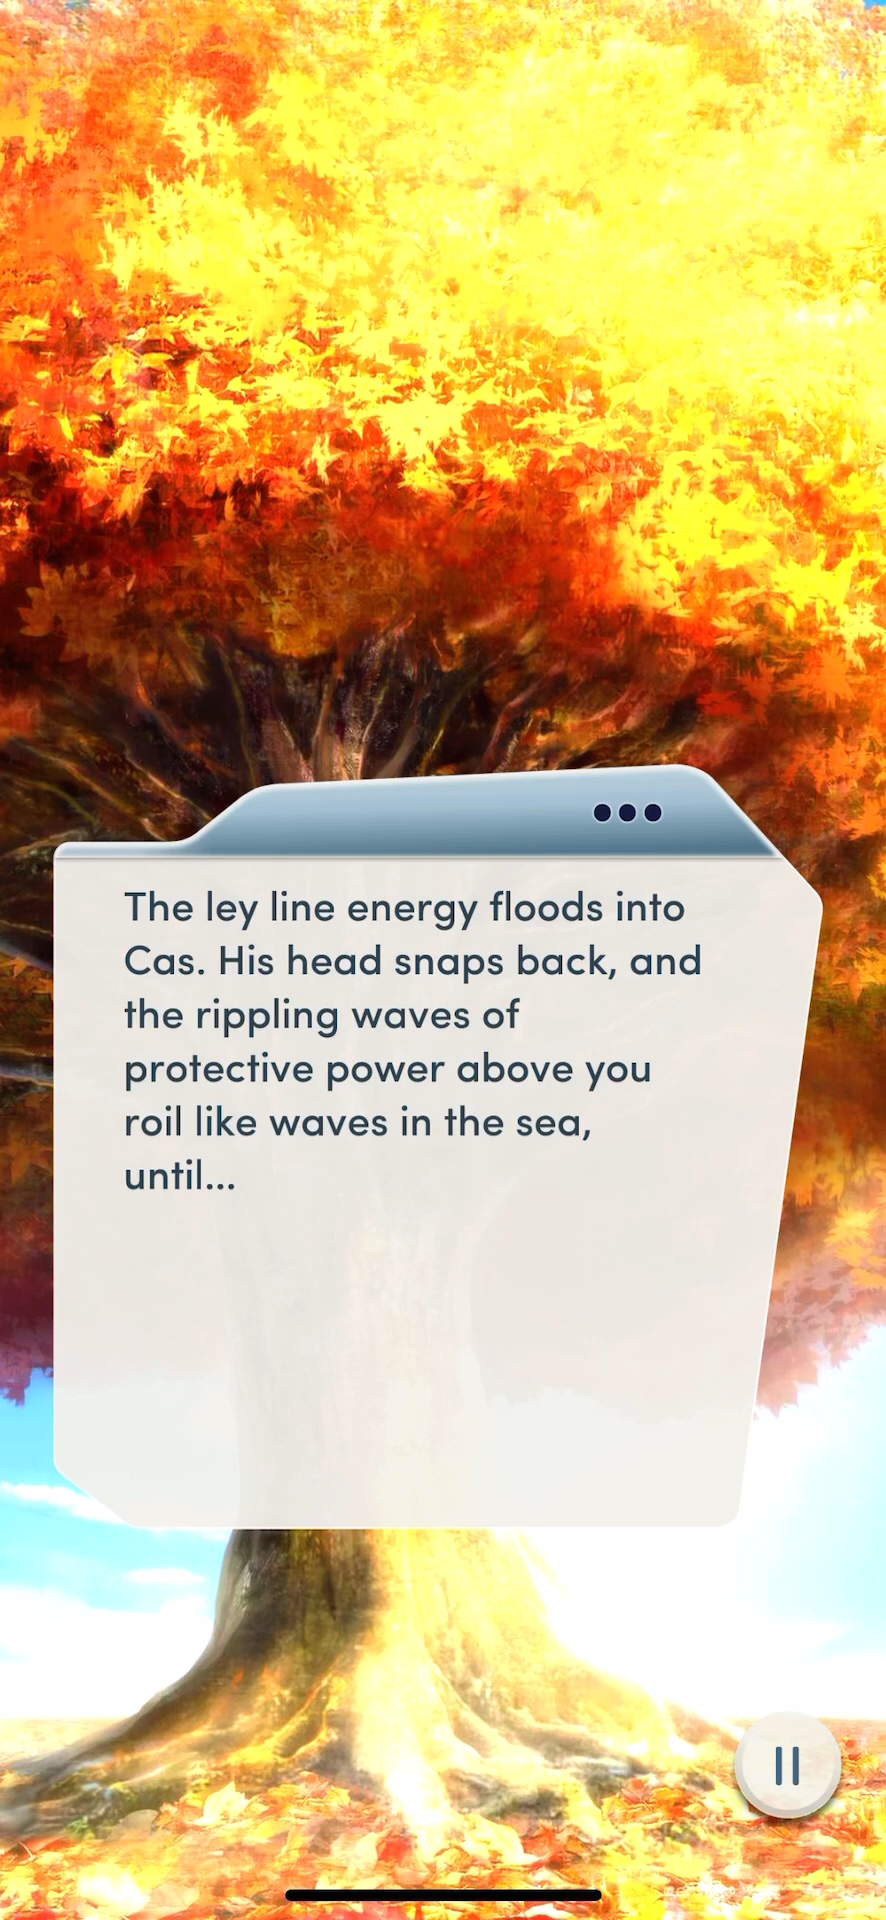 The ley line energy floods into
Cas. His head snaps back, and
the rippling waves of
protective power above you
roil like waves in the sea,
until...